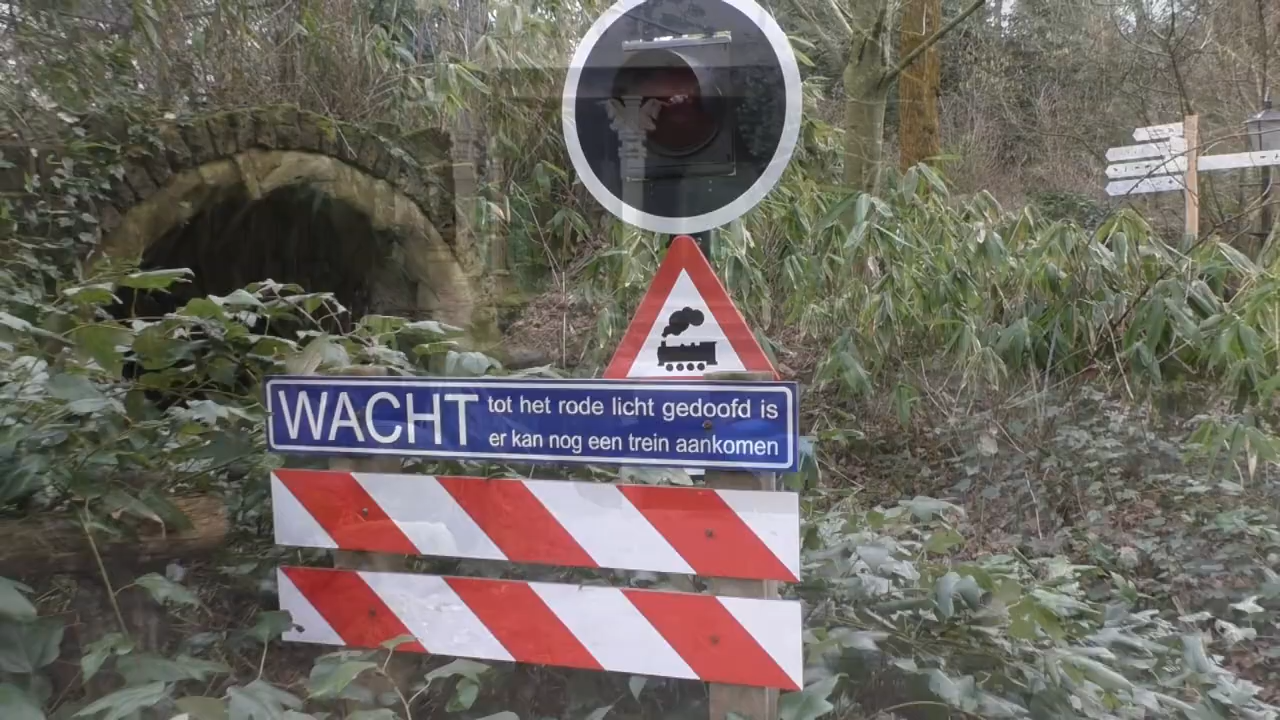 WACHT tot het rode licht gedoofd is
er kan nog een trein aankomen